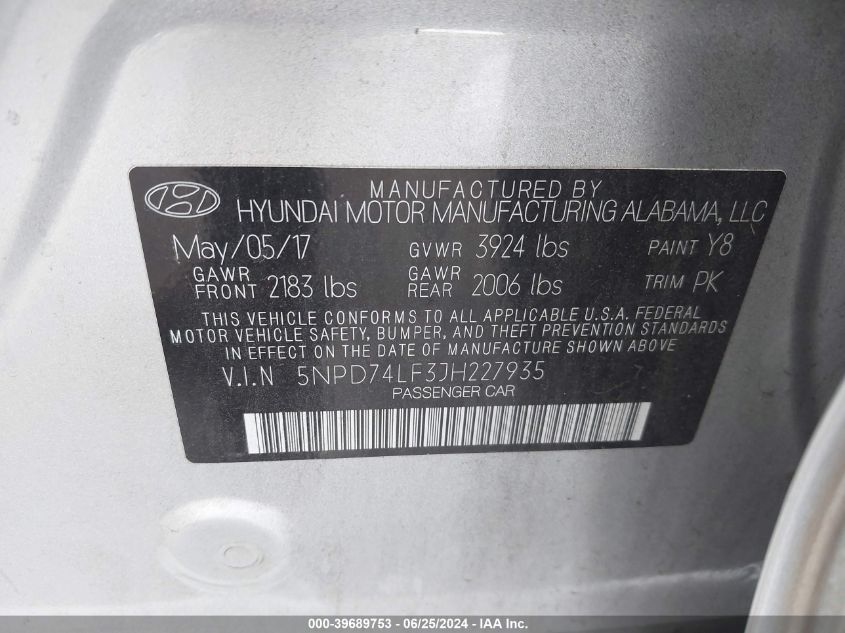 MANUFACTURED BY
HYUNDAI MOTOR MANUFACTURING ALABAMA, LLC
May/05/17 GVWR 3924 lbs PAINT Y8
GAWR FRONT 2183 lbs GAWR REAR 2006 lbs TRIM PK
THIS VEHICLE CONFORMS TO ALL APPLICABLE U.S.A. FEDERAL
MOTOR VEHICLE SAFETY, BUMPER, AND THEFT PREVENTION STANDARDS
IN EFFECT ON THE DATE OF MANUFACTURE SHOWN ABOVE
V.I.N 5NPD74LF3JH227935
PASSENGER CAR
000-39689753 / 06/25/2024 - IAA Inc.